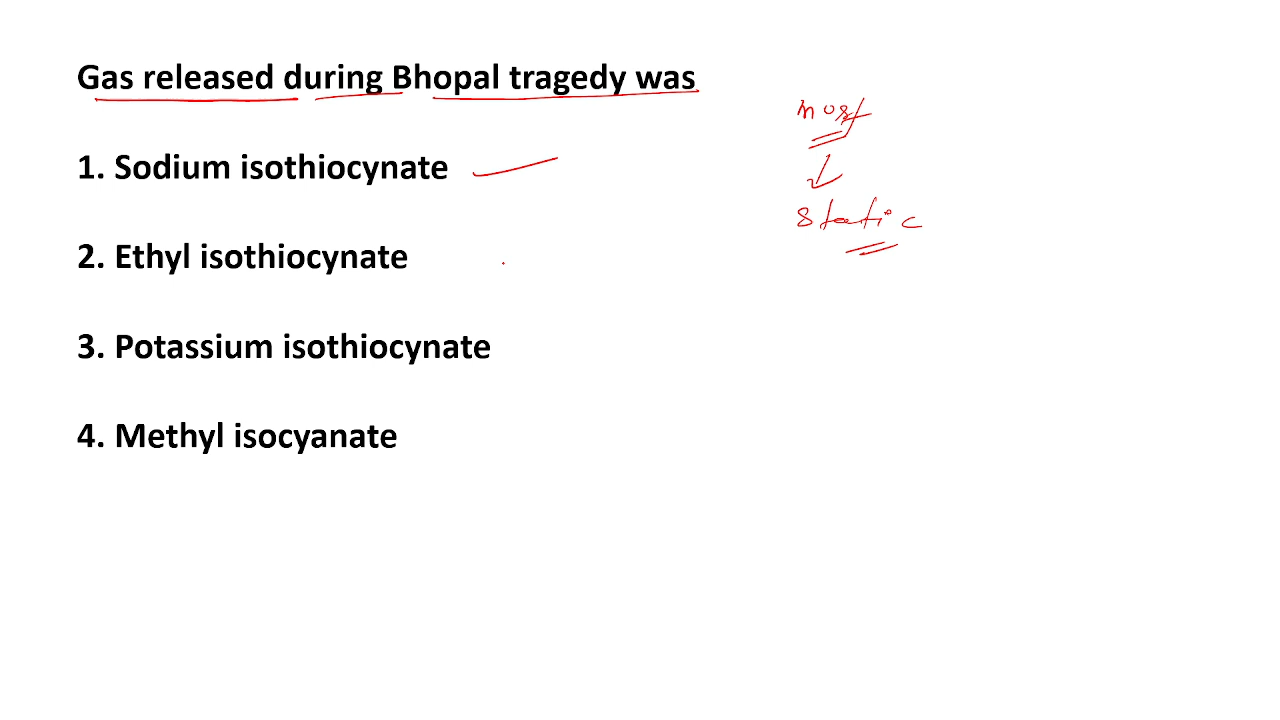 Gas released during Bhopal tragedy was
1. Sodium isothiocynate
2. Ethyl isothiocynate
3. Potassium isothiocynate
4. Methyl isocyanate
most
static